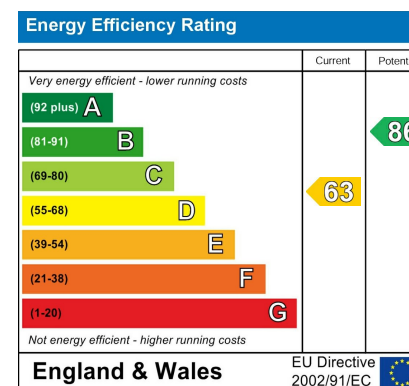 Energy Efficiency Rating
Current Potent
Very energy efficient - lower running costs
(92 plus) A
(81-91) B
86
(69-80) C
63
(55-68) D
(39-54) E
(21-38) F
(1-20) G
Not energy efficient - higher running costs
England & Wales
EU Directive
2002/91/EC